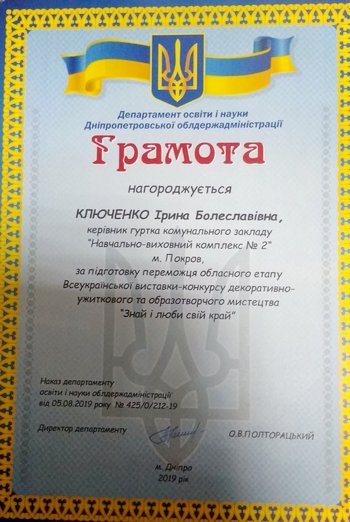 Департамент освіти і науки
Дніпропетровської облдержадміністрації
Грамота
нагороджується
КЛЮЧЕНКО Ірина Болеславівна,
керівник гуртка комунального закладу
"Навчально-виховний комплекс № 2"
м. Покров,
за підготовку переможця обласного етапу
Всеукраїнської виставки-конкурсу декоративно-
ужиткового та образотворчого мистецтва
"Знай і люби свій край"
Наказ департаменту
освіти і науки облдержадміністрації
від 05.08.2019 року № 425/0/212-19
Директор департаменту О.В.ПОЛТОРАЦЬКИЙ
м. Дніпро
2019 рік